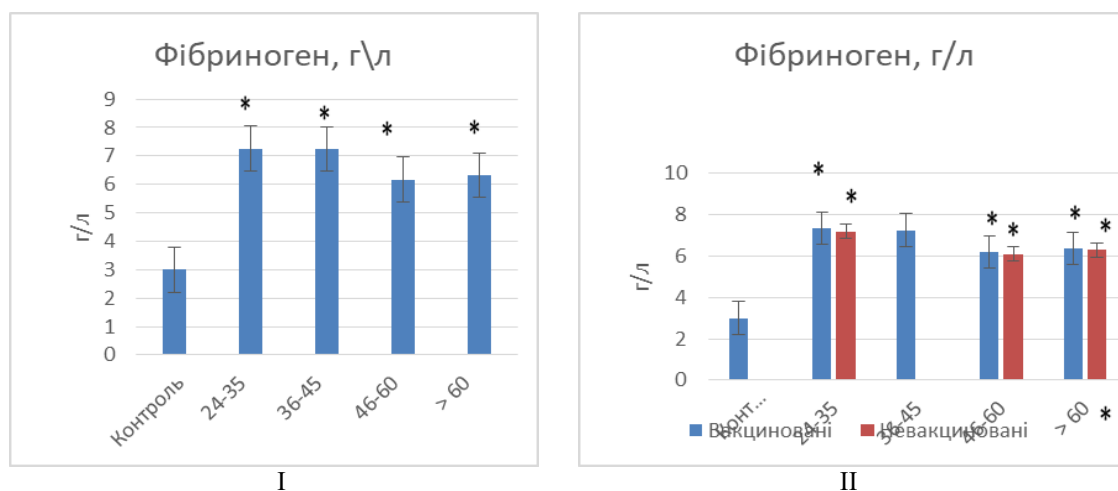 Фібриноген, г\л
9
8
7
6
5
4
3
2
1
0
г/л
Контроль
24-35
36-45
46-60
> 60
* * * *
I
Фібриноген, г/л
10
8
6
4
2
0
г/л
Конт...
24-35
36-45
46-60
> 60
* * * * * * *
Вакциновані Невакциновані
II